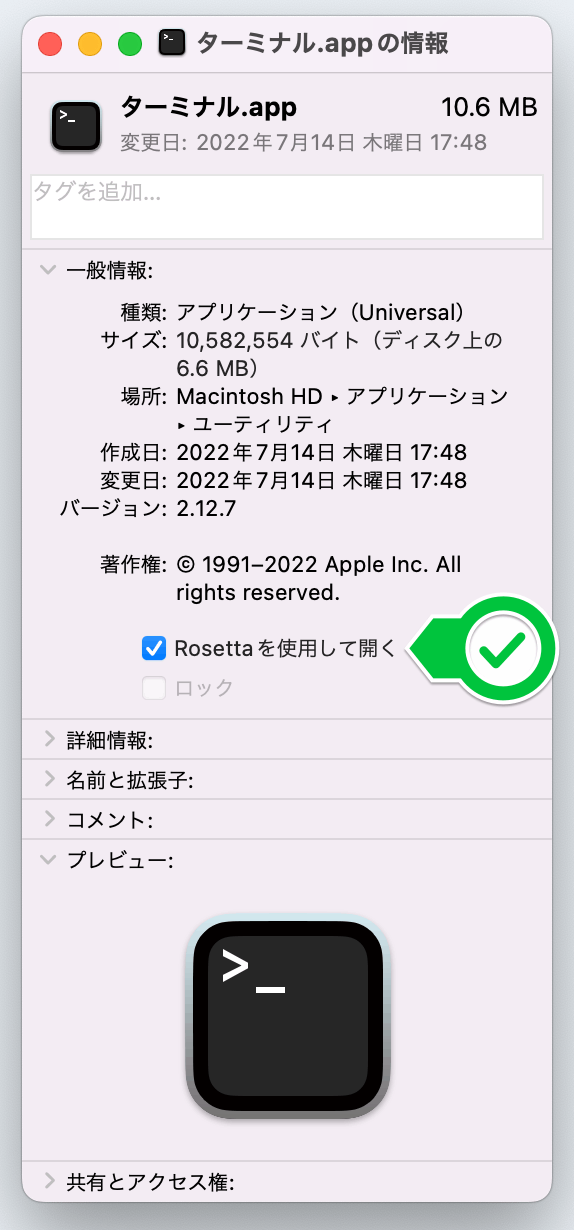 ターミナル.appの情報
ターミナル.app 10.6 MB
変更日: 2022年7月14日 木曜日 17:48
タグを追加...
一般情報:
種類: アプリケーション（Universal）
サイズ: 10,582,554 バイト（ディスク上の
6.6 MB）
場所: Macintosh HD ▸ アプリケーション
▸ ユーティリティ
作成日: 2022年7月14日 木曜日 17:48
変更日: 2022年7月14日 木曜日 17:48
バージョン: 2.12.7
著作権: © 1991–2022 Apple Inc. All
rights reserved.
Rosettaを使用して開く
ロック
詳細情報:
名前と拡張子:
コメント:
プレビュー:
>_
共有とアクセス権: